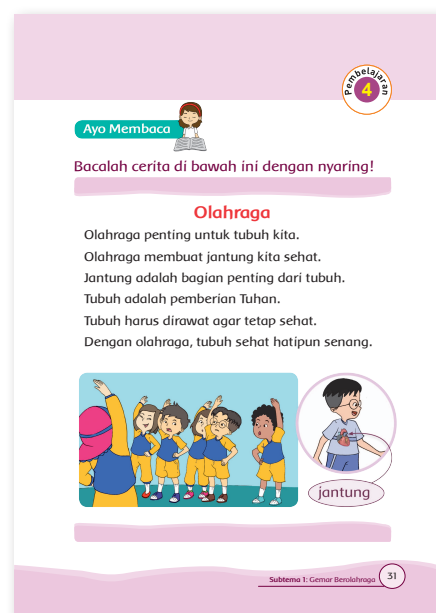 Pembelajaran
4
Ayo Membaca
Bacalah cerita di bawah ini dengan nyaring!
Olahraga
Olahraga penting untuk tubuh kita.
Olahraga membuat jantung kita sehat.
Jantung adalah bagian penting dari tubuh.
Tubuh adalah pemberian Tuhan.
Tubuh harus dirawat agar tetap sehat.
Dengan olahraga, tubuh sehat hatipun senang.
jantung
Subtema 1: Gemar Berolahraga 31